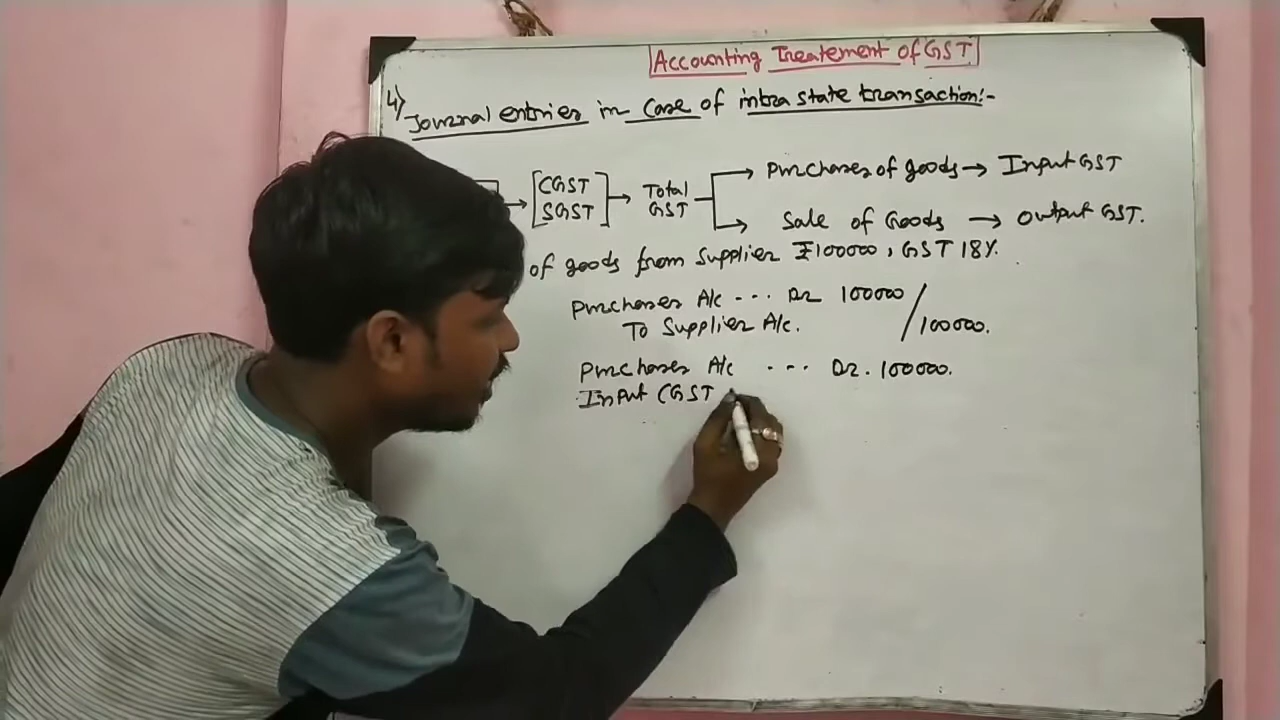 Accounting Treatement of GST
4) Journal entries in Case of intra state transaction:-
CGST
SGST
Total
GST
Purchases of goods → Input GST
Sale of Goods → Output GST.
of goods from Supplier ₹100000, GST 18%.
Purchases A/c --- Dr 100000
To Supplier A/c. 100000.
Purchases A/c --- Dr. 100000.
Input CGST